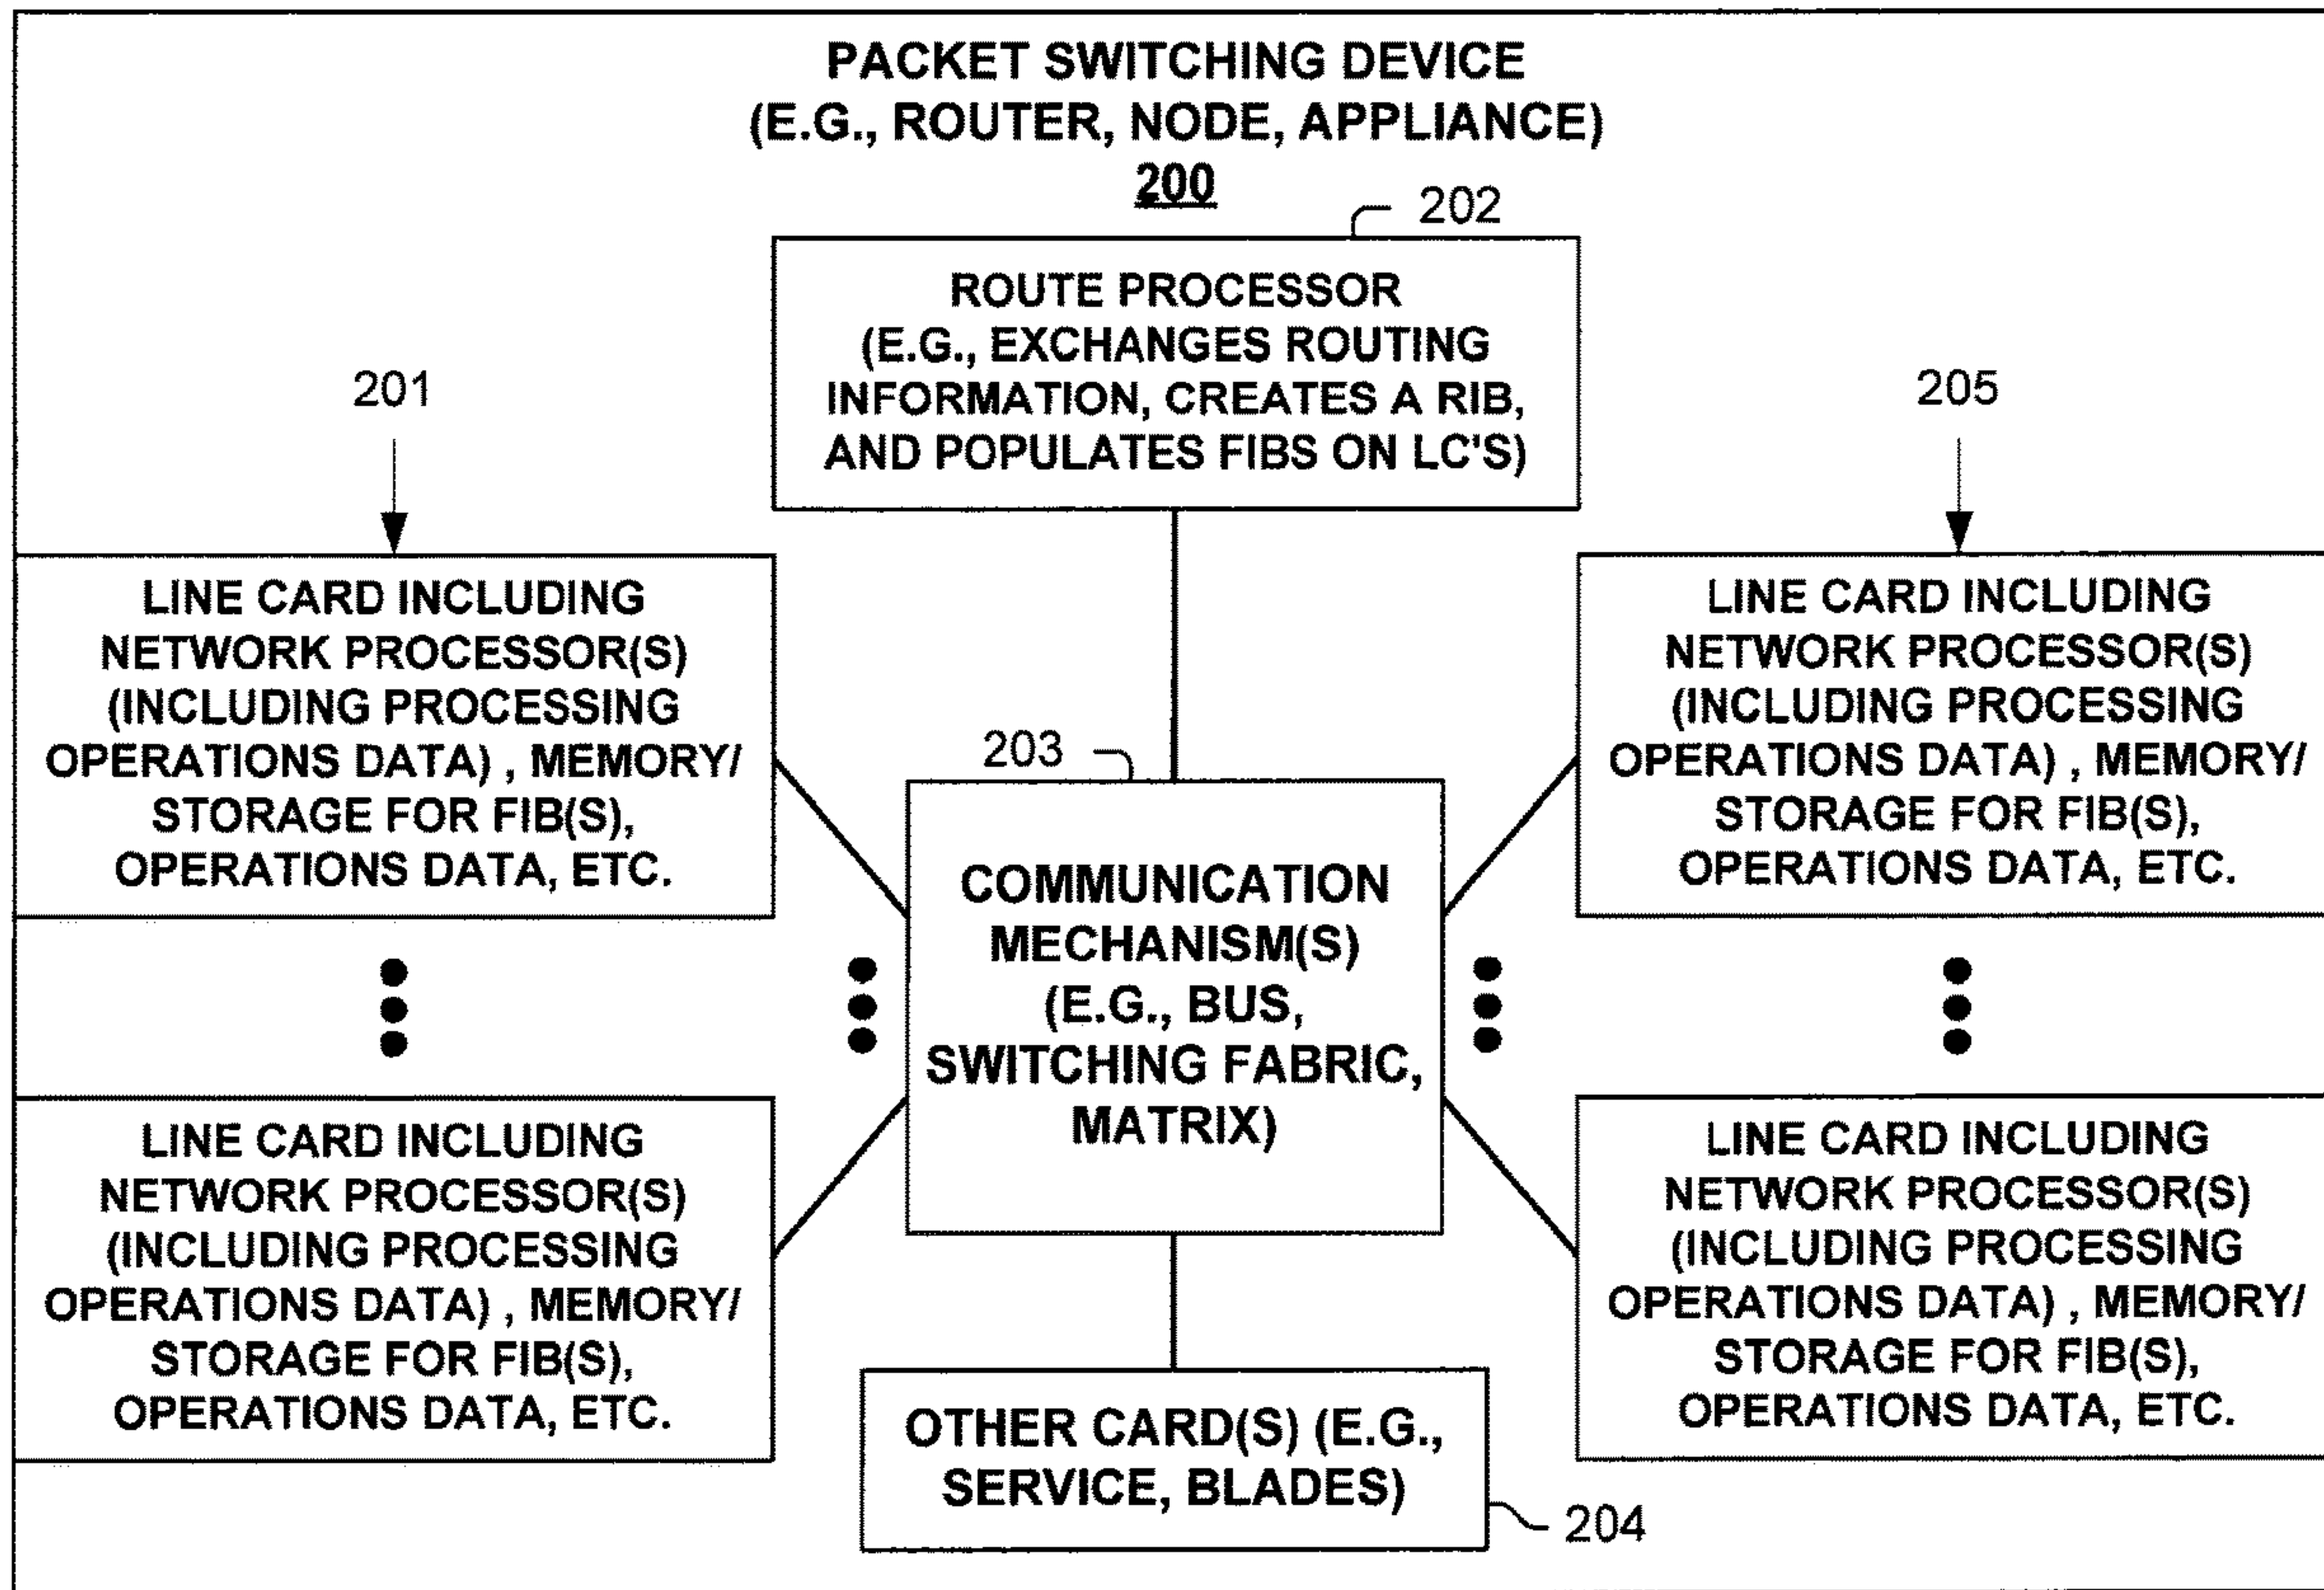 PACKET SWITCHING DEVICE
(E.G., ROUTER, NODE, APPLIANCE)
200
202
ROUTE PROCESSOR
(E.G., EXCHANGES ROUTING
INFORMATION, CREATES A RIB,
AND POPULATES FIBS ON LC'S)
201
205
LINE CARD INCLUDING
NETWORK PROCESSOR(S)
(INCLUDING PROCESSING
OPERATIONS DATA) , MEMORY/
STORAGE FOR FIB(S),
OPERATIONS DATA, ETC.
LINE CARD INCLUDING
NETWORK PROCESSOR(S)
(INCLUDING PROCESSING
OPERATIONS DATA) , MEMORY/
STORAGE FOR FIB(S),
OPERATIONS DATA, ETC.
203
COMMUNICATION
MECHANISM(S)
(E.G., BUS,
SWITCHING FABRIC,
MATRIX)
LINE CARD INCLUDING
NETWORK PROCESSOR(S)
(INCLUDING PROCESSING
OPERATIONS DATA) , MEMORY/
STORAGE FOR FIB(S),
OPERATIONS DATA, ETC.
LINE CARD INCLUDING
NETWORK PROCESSOR(S)
(INCLUDING PROCESSING
OPERATIONS DATA) , MEMORY/
STORAGE FOR FIB(S),
OPERATIONS DATA, ETC.
OTHER CARD(S) (E.G.,
SERVICE, BLADES)
204